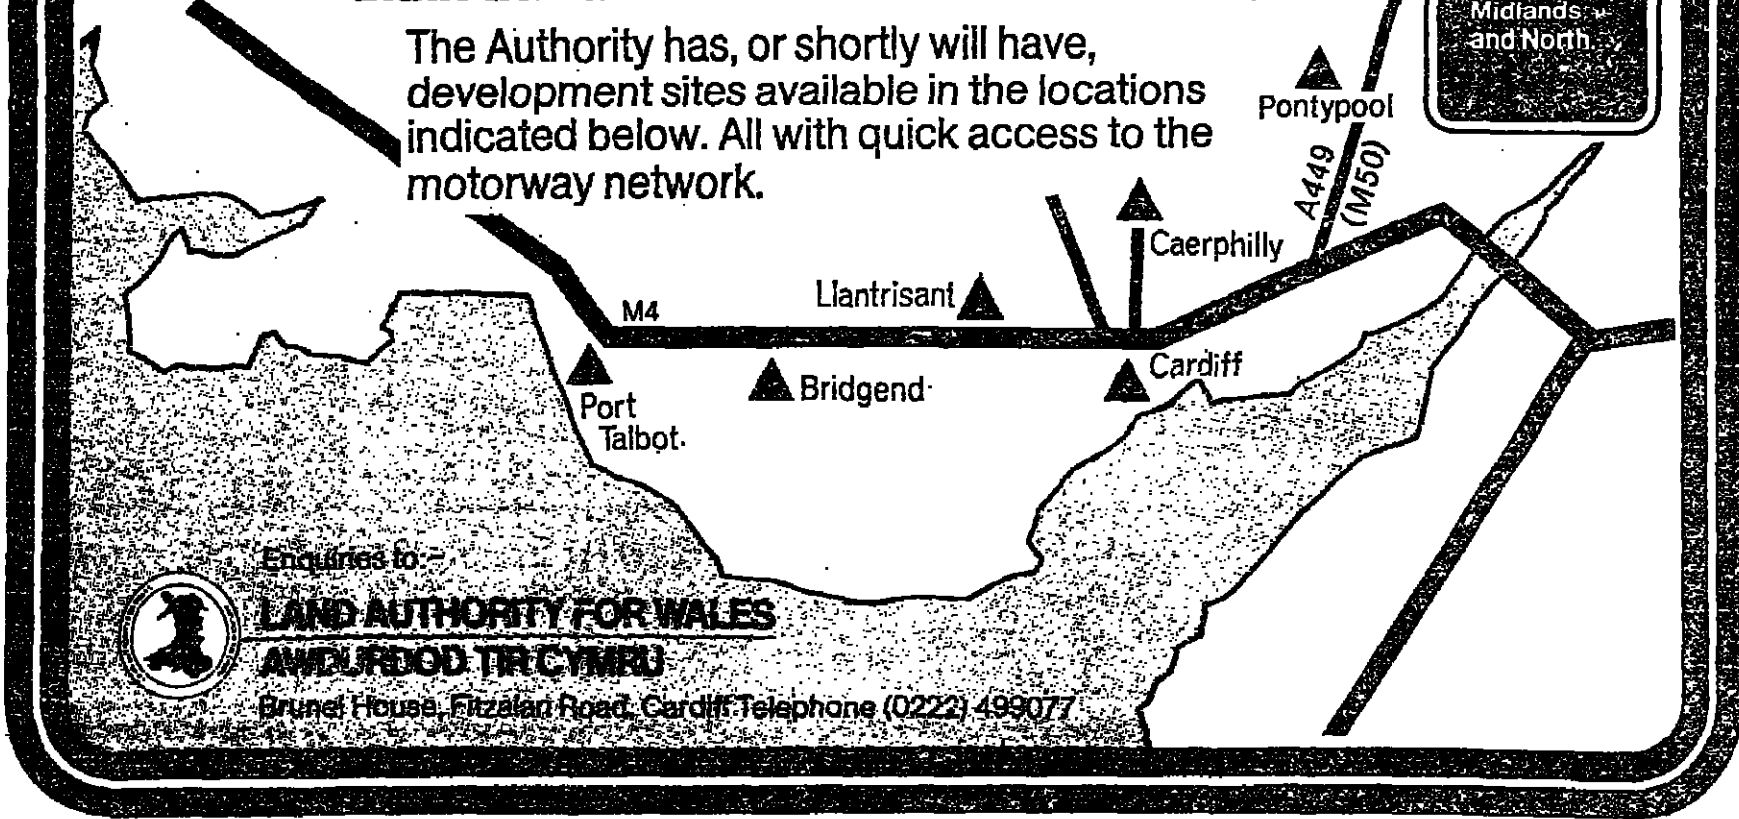 Midlands
and North
The Authority has, or shortly will have,
development sites available in the locations
indicated below. All with quick access to the
motorway network.
Pontypool
A449
(M50)
Caerphilly
Llantrisant
M4
Cardiff
Bridgend
Port
Talbot
Enquiries to:-
LAND AUTHORITY FOR WALES
AWDURDOD TIR CYMRU
Brunel House, Fitzalan Road, Cardiff. Telephone (0222) 499077